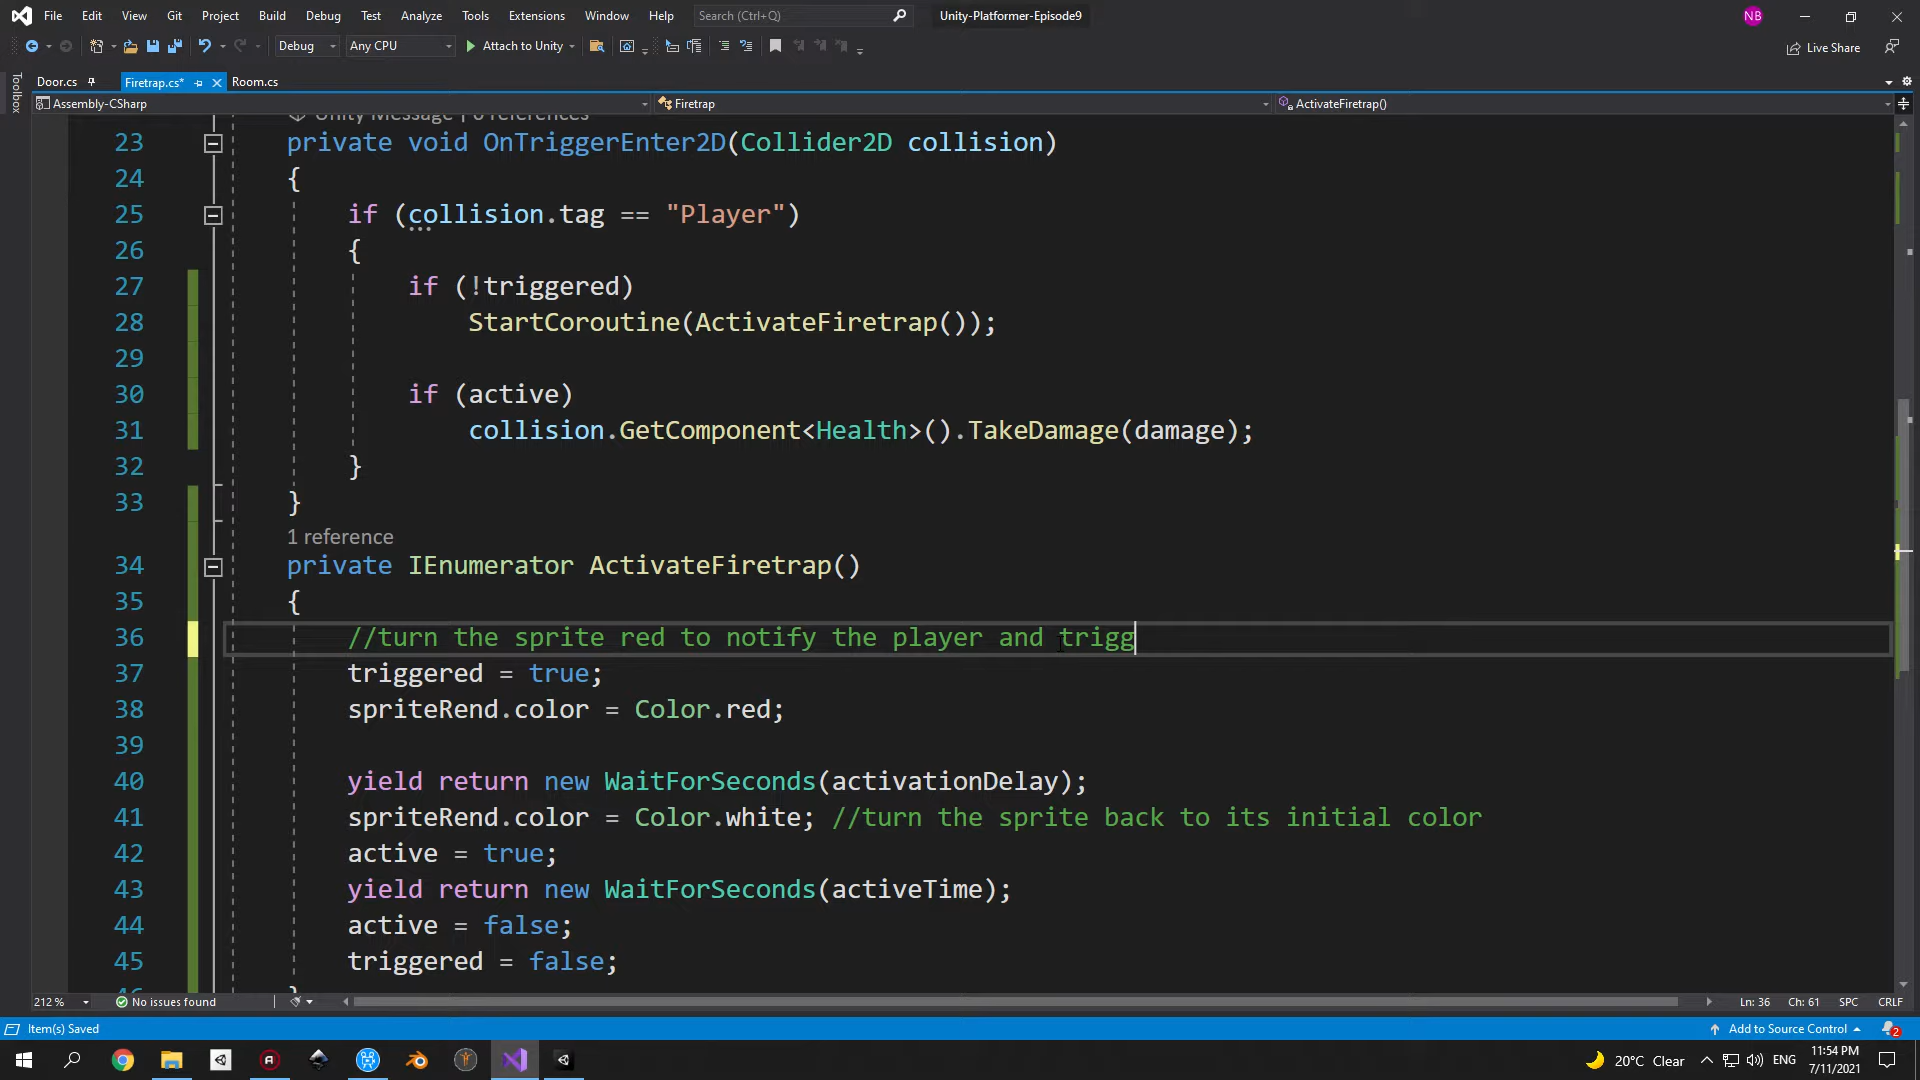 File Edit View Git Project Build Debug Test Analyze Tools Extensions Window Help Search (Ctrl+Q) Unity-Platformer-Episode9 NB
Debug Any CPU Attach to Unity Live Share
Toolbox
Door.cs Firetrap.cs* Room.cs
Assembly-CSharp Firetrap ActivateFiretrap()
Unity Message | 0 references
23 private void OnTriggerEnter2D(Collider2D collision)
24 {
25 if (collision.tag == "Player")
26 {
27 if (!triggered)
28 StartCoroutine(ActivateFiretrap());
29
30 if (active)
31 collision.GetComponent<Health>().TakeDamage(damage);
32 }
33 }
1 reference
34 private IEnumerator ActivateFiretrap()
35 {
36 //turn the sprite red to notify the player and trigg
37 triggered = true;
38 spriteRend.color = Color.red;
39
40 yield return new WaitForSeconds(activationDelay);
41 spriteRend.color = Color.white; //turn the sprite back to its initial color
42 active = true;
43 yield return new WaitForSeconds(activeTime);
44 active = false;
45 triggered = false;
46 }
212 % No issues found Ln: 36 Ch: 61 SPC CRLF
Item(s) Saved Add to Source Control 2
20°C Clear ENG 11:54 PM
7/11/2021